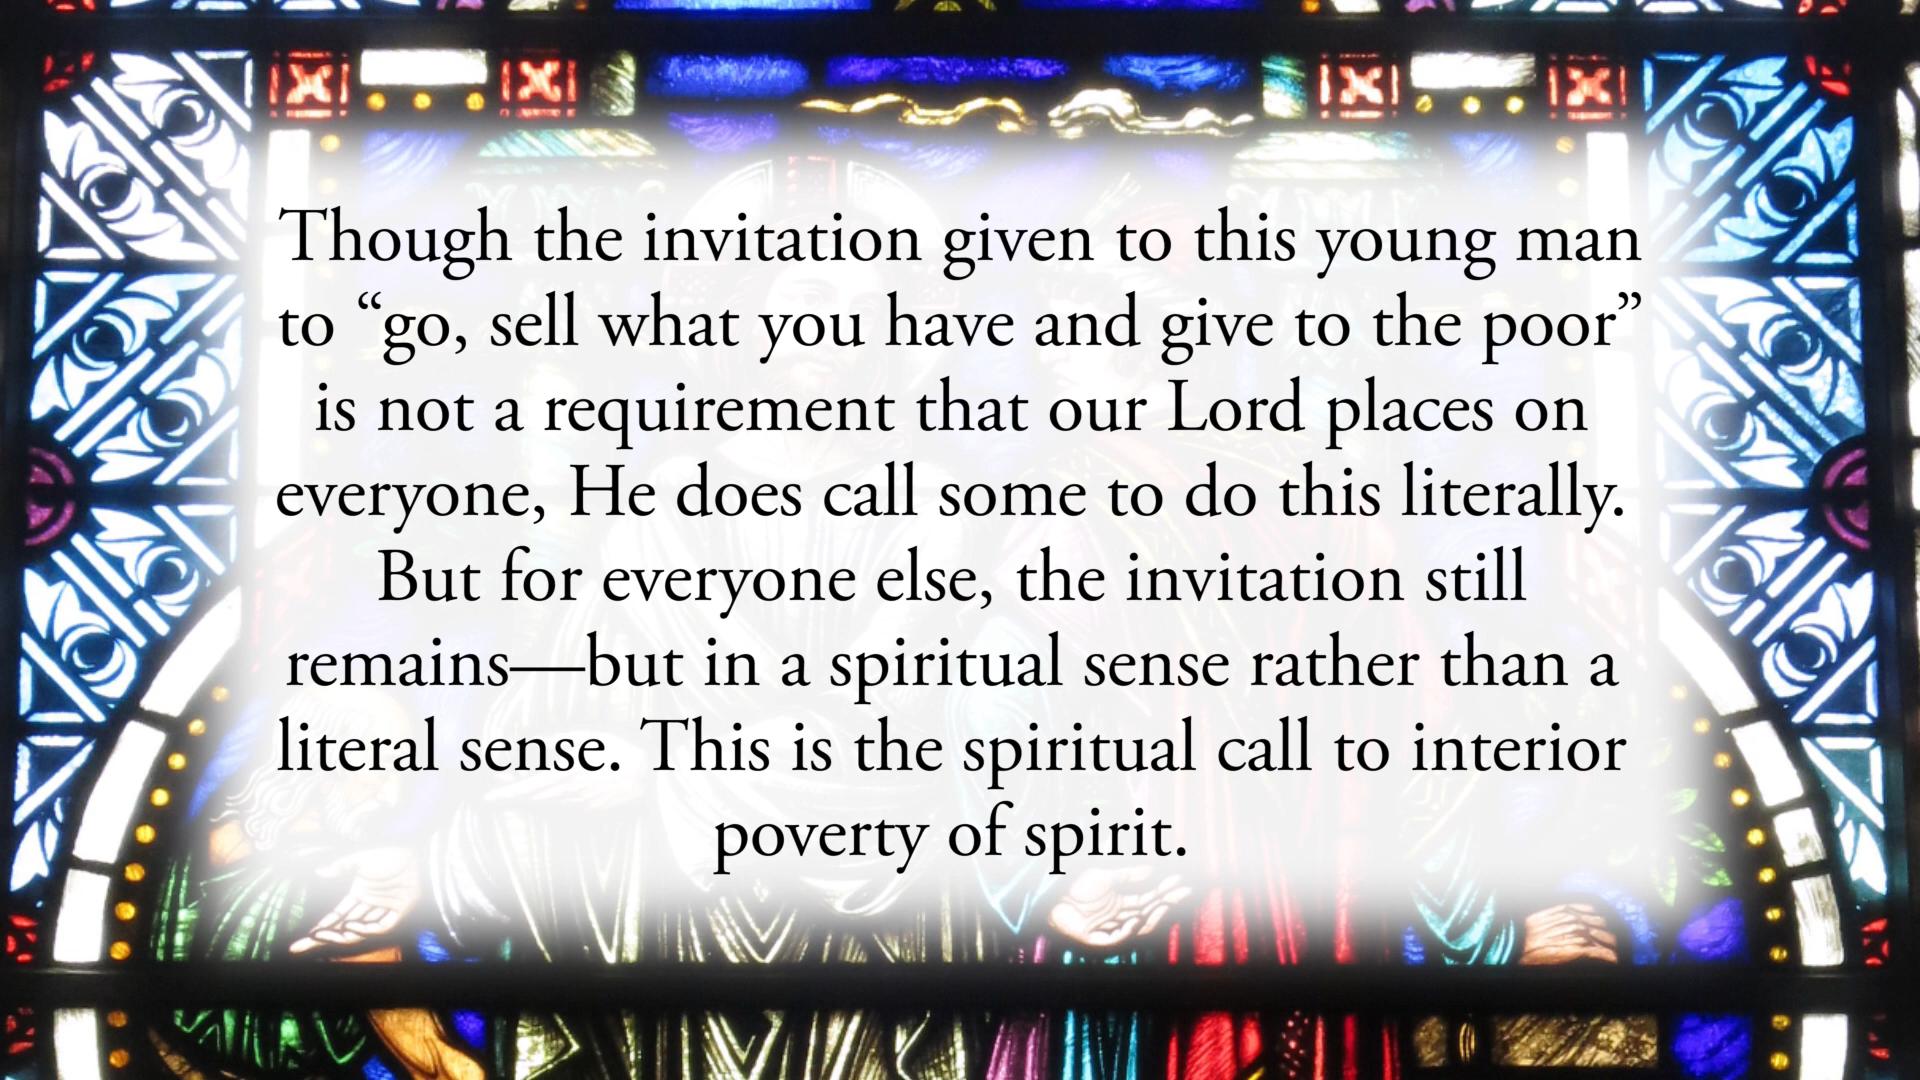 Though the invitation given to this young man
to “go, sell what you have and give to the poor”
is not a requirement that our Lord places on
everyone, He does call some to do this literally.
But for everyone else, the invitation still
remains—but in a spiritual sense rather than a
literal sense. This is the spiritual call to interior
poverty of spirit.